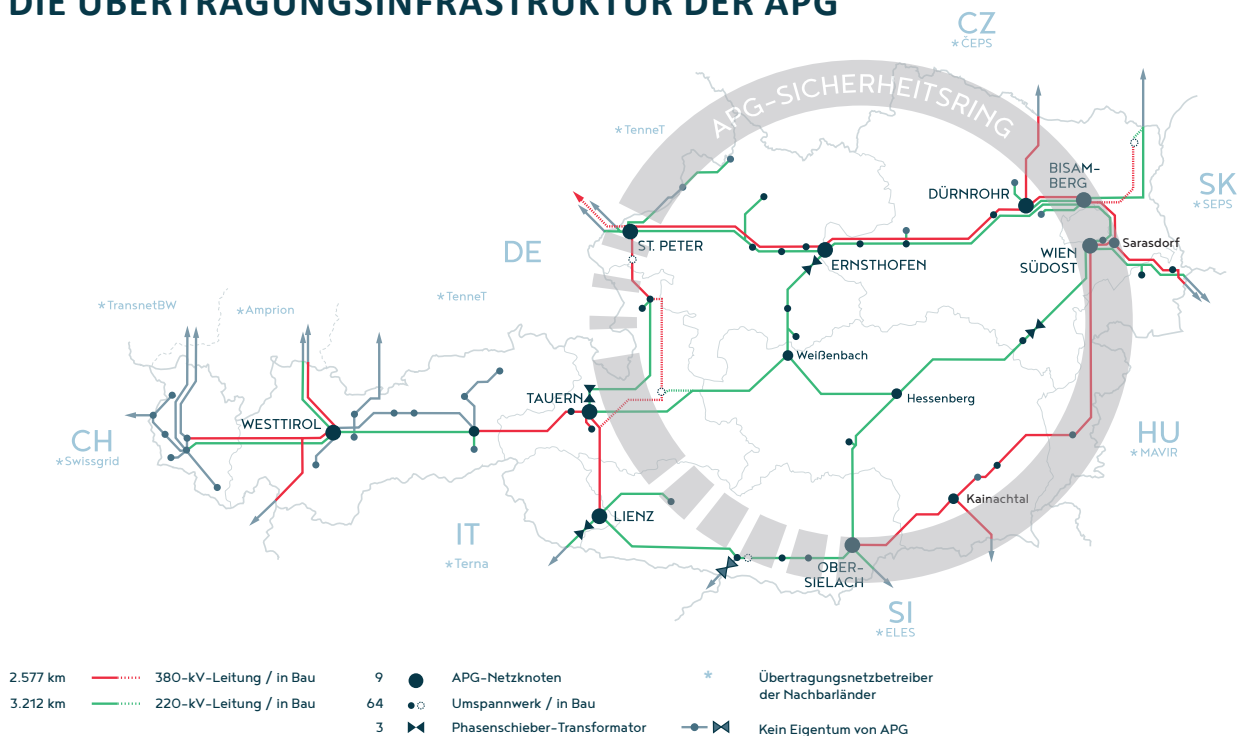 DIE ÜBERTRAGUNGSINFRASTRUKTUR DER APG
CZ
*ČEPS
APG-SICHERHEITSRING
*TenneT
BISAM-
BERG
DÜRNROHR
SK
*SEPS
DE
ST. PETER
ERNSTHOFEN
WIEN
SÜDOST
Sarasdorf
*TransnetBW
*Amprion
*TenneT
Weißenbach
TAUERN
Hessenberg
WESTTIROL
CH
*Swissgrid
HU
*MAVIR
Kainachtal
LIENZ
IT
*Terna
OBER-
SIELACH
SI
*ELES
2.577 km 380-kV-Leitung / in Bau
3.212 km 220-kV-Leitung / in Bau
9 APG-Netzknoten
64 Umspannwerk / in Bau
3 Phasenschieber-Transformator
* Übertragungsnetzbetreiber
der Nachbarländer
Kein Eigentum von APG